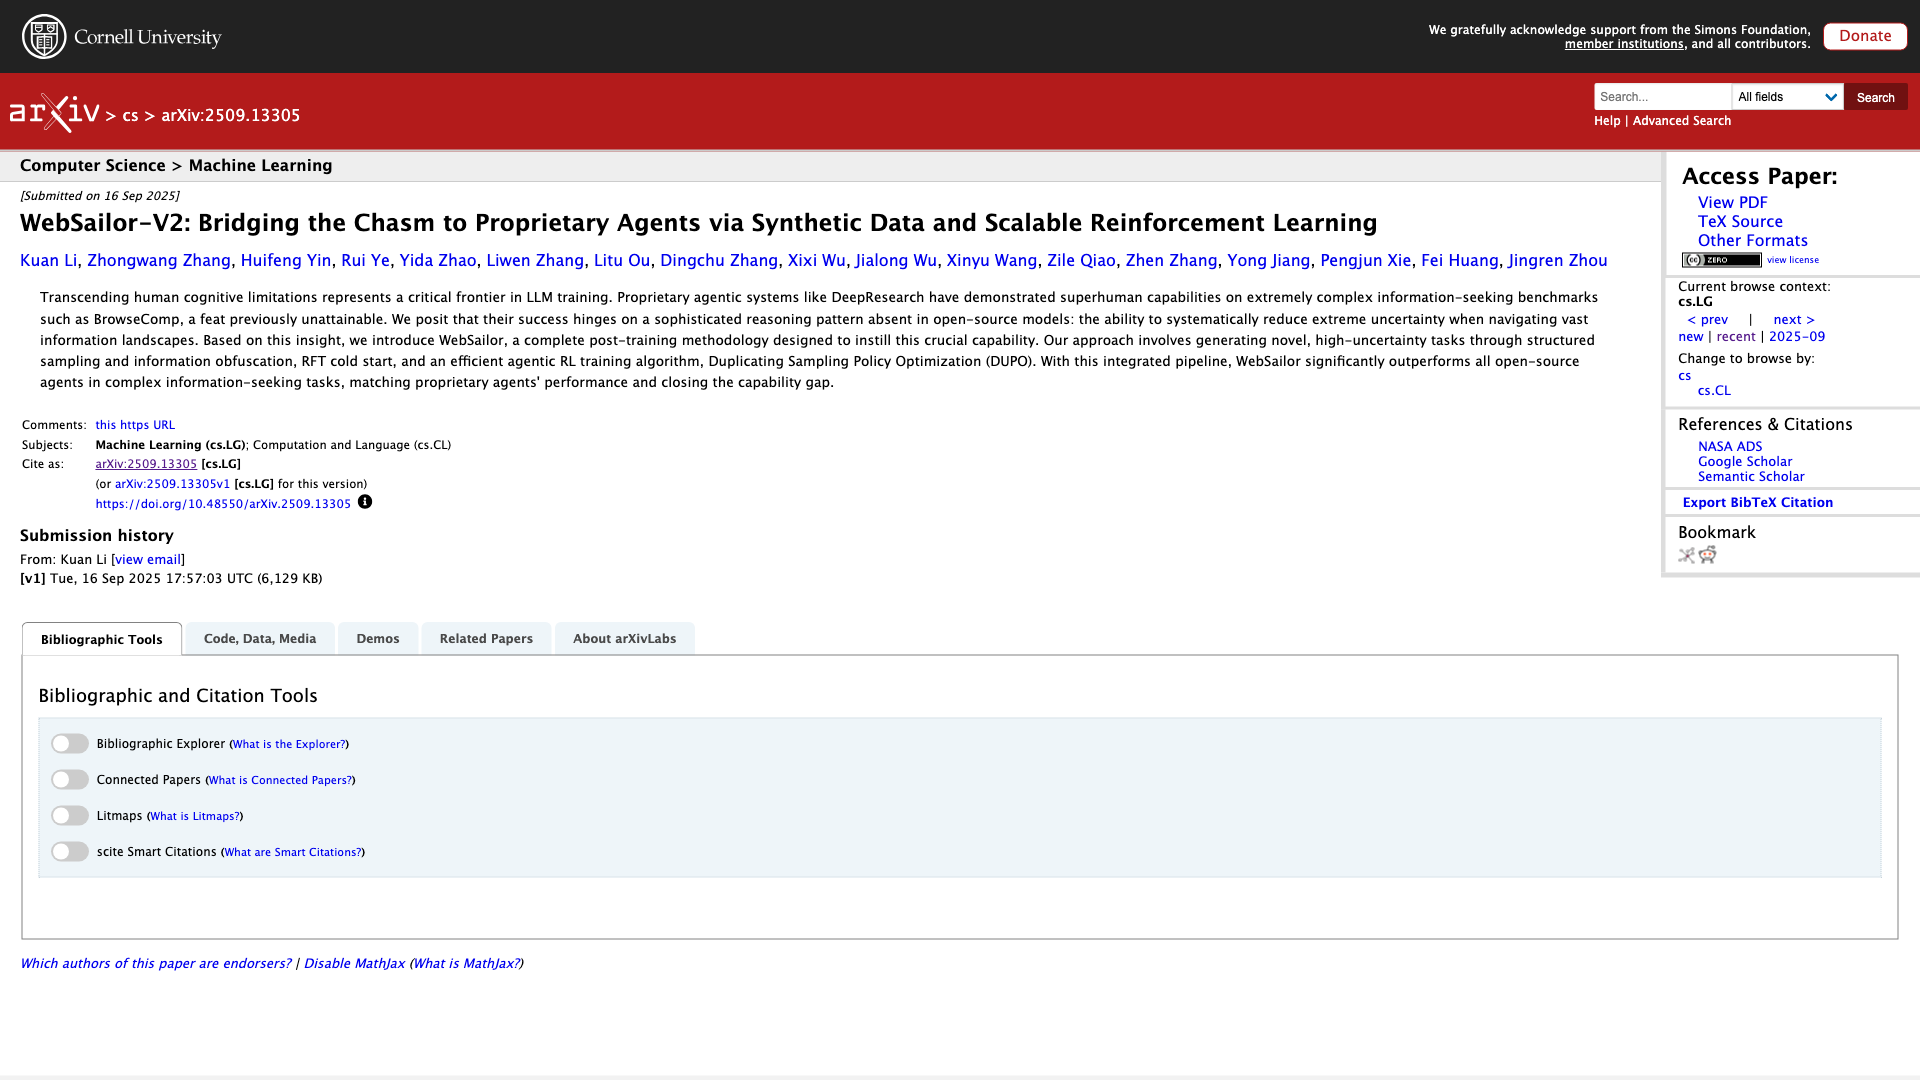 Cornell University
We gratefully acknowledge support from the Simons Foundation,
member institutions, and all contributors.
Donate
arXiv > cs > arXiv:2509.13305
Search...
All fields
Search
Help | Advanced Search
Computer Science > Machine Learning
[Submitted on 16 Sep 2025]
WebSailor-V2: Bridging the Chasm to Proprietary Agents via Synthetic Data and Scalable Reinforcement Learning
Kuan Li, Zhongwang Zhang, Huifeng Yin, Rui Ye, Yida Zhao, Liwen Zhang, Litu Ou, Dingchu Zhang, Xixi Wu, Jialong Wu, Xinyu Wang, Zile Qiao, Zhen Zhang, Yong Jiang, Pengjun Xie, Fei Huang, Jingren Zhou
Transcending human cognitive limitations represents a critical frontier in LLM training. Proprietary agentic systems like DeepResearch have demonstrated superhuman capabilities on extremely complex information-seeking benchmarks
such as BrowseComp, a feat previously unattainable. We posit that their success hinges on a sophisticated reasoning pattern absent in open-source models: the ability to systematically reduce extreme uncertainty when navigating vast
information landscapes. Based on this insight, we introduce WebSailor, a complete post-training methodology designed to instill this crucial capability. Our approach involves generating novel, high-uncertainty tasks through structured
sampling and information obfuscation, RFT cold start, and an efficient agentic RL training algorithm, Duplicating Sampling Policy Optimization (DUPO). With this integrated pipeline, WebSailor significantly outperforms all open-source
agents in complex information-seeking tasks, matching proprietary agents' performance and closing the capability gap.
Comments: this https URL
Subjects: Machine Learning (cs.LG); Computation and Language (cs.CL)
Cite as: arXiv:2509.13305 [cs.LG]
(or arXiv:2509.13305v1 [cs.LG] for this version)
https://doi.org/10.48550/arXiv.2509.13305
Submission history
From: Kuan Li [view email]
[v1] Tue, 16 Sep 2025 17:57:03 UTC (6,129 KB)
Access Paper:
View PDF
TeX Source
Other Formats
cc ZERO view license
Current browse context:
cs.LG
< prev | next >
new | recent | 2025-09
Change to browse by:
cs
cs.CL
References & Citations
NASA ADS
Google Scholar
Semantic Scholar
Export BibTeX Citation
Bookmark
Bibliographic Tools
Code, Data, Media
Demos
Related Papers
About arXivLabs
Bibliographic and Citation Tools
Bibliographic Explorer (What is the Explorer?)
Connected Papers (What is Connected Papers?)
Litmaps (What is Litmaps?)
scite Smart Citations (What are Smart Citations?)
Which authors of this paper are endorsers? | Disable MathJax (What is MathJax?)